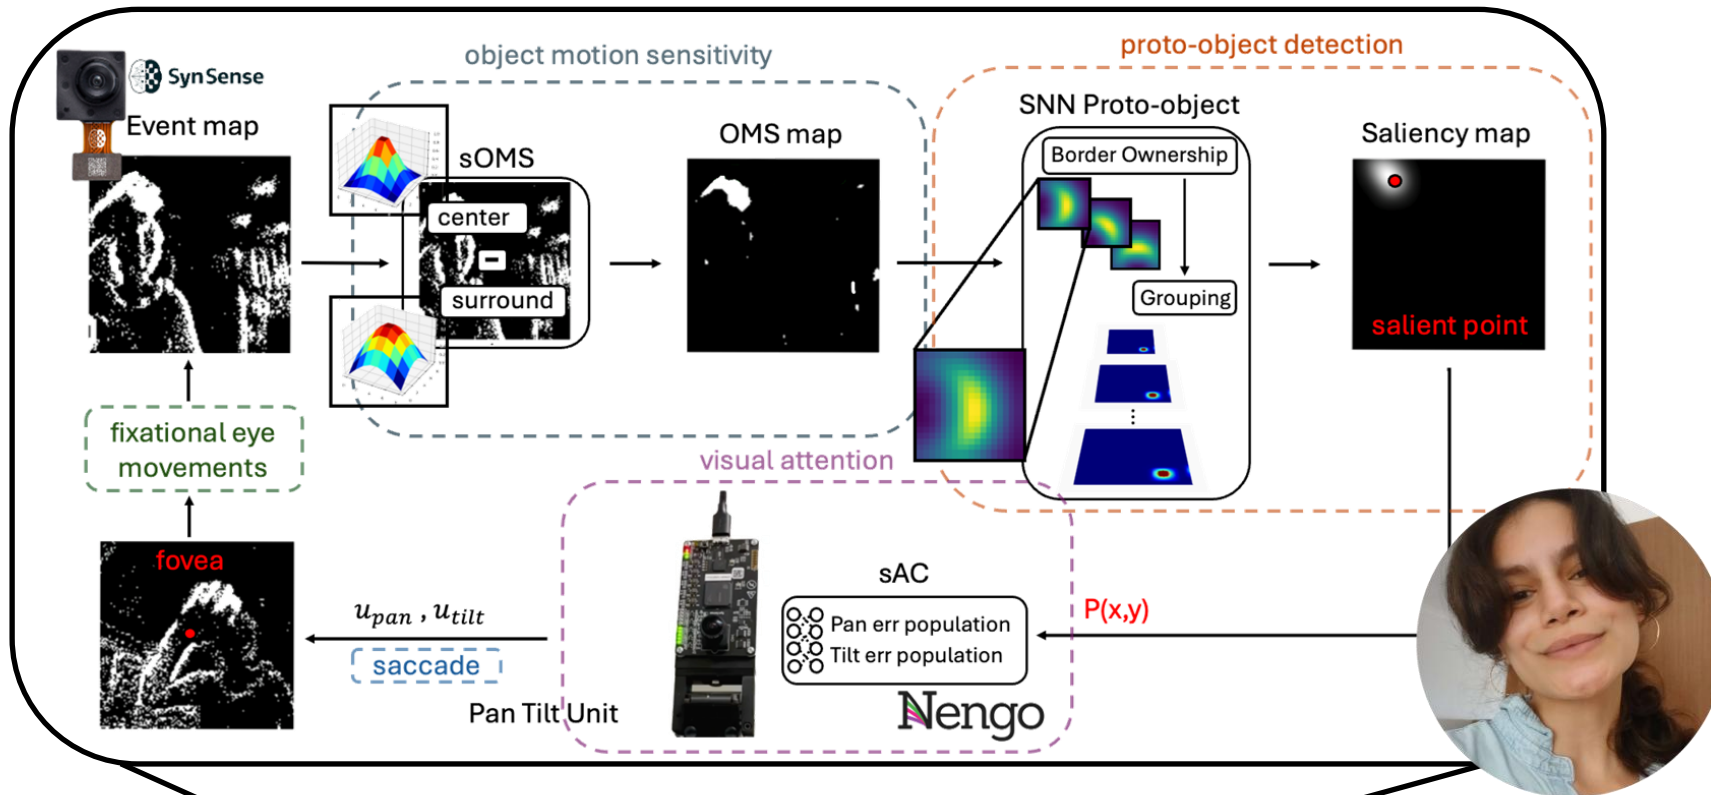 object motion sensitivity
proto-object detection
SynSense
Event map
sOMS
OMS map
SNN Proto-object
Saliency map
center
-
surround
Border Ownership
Grouping
salient point
fixational eye
movements
visual attention
fovea
u_pan , u_tilt
saccade
Pan Tilt Unit
sAC
Pan err population
Tilt err population
Nengo
P(x,y)